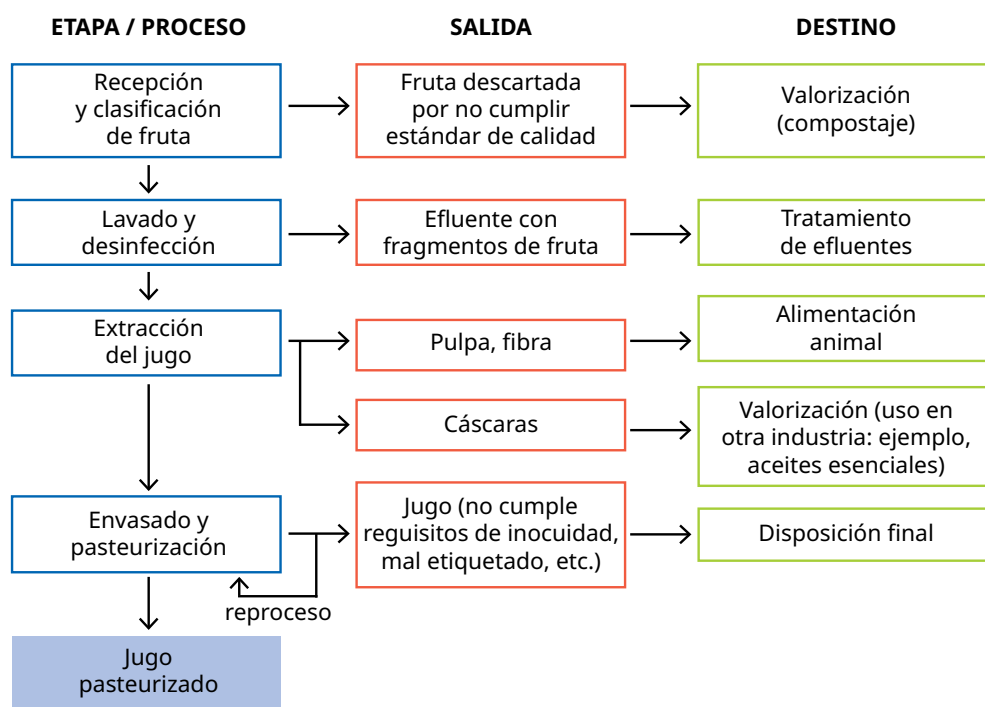 ETAPA / PROCESO
SALIDA
DESTINO
Recepción
y clasificación
de fruta
Fruta descartada
por no cumplir
estándar de calidad
Valorización
(compostaje)
Lavado y
desinfección
Efluente con
fragmentos de fruta
Tratamiento
de efluentes
Extracción
del jugo
Pulpa, fibra
Alimentación
animal
Cáscaras
Valorización (uso en
otra industria: ejemplo,
aceites esenciales)
Envasado y
pasteurización
Jugo (no cumple
reguisitos de inocuidad,
mal etiquetado, etc.)
Disposición final
reproceso
Jugo
pasteurizado